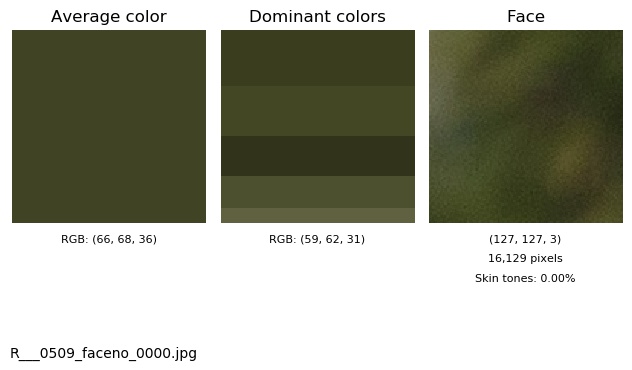 Average color
Dominant colors
Face
RGB: (66, 68, 36)
RGB: (59, 62, 31)
(127, 127, 3)
16,129 pixels
Skin tones: 0.00%
R___0509_faceno_0000.jpg